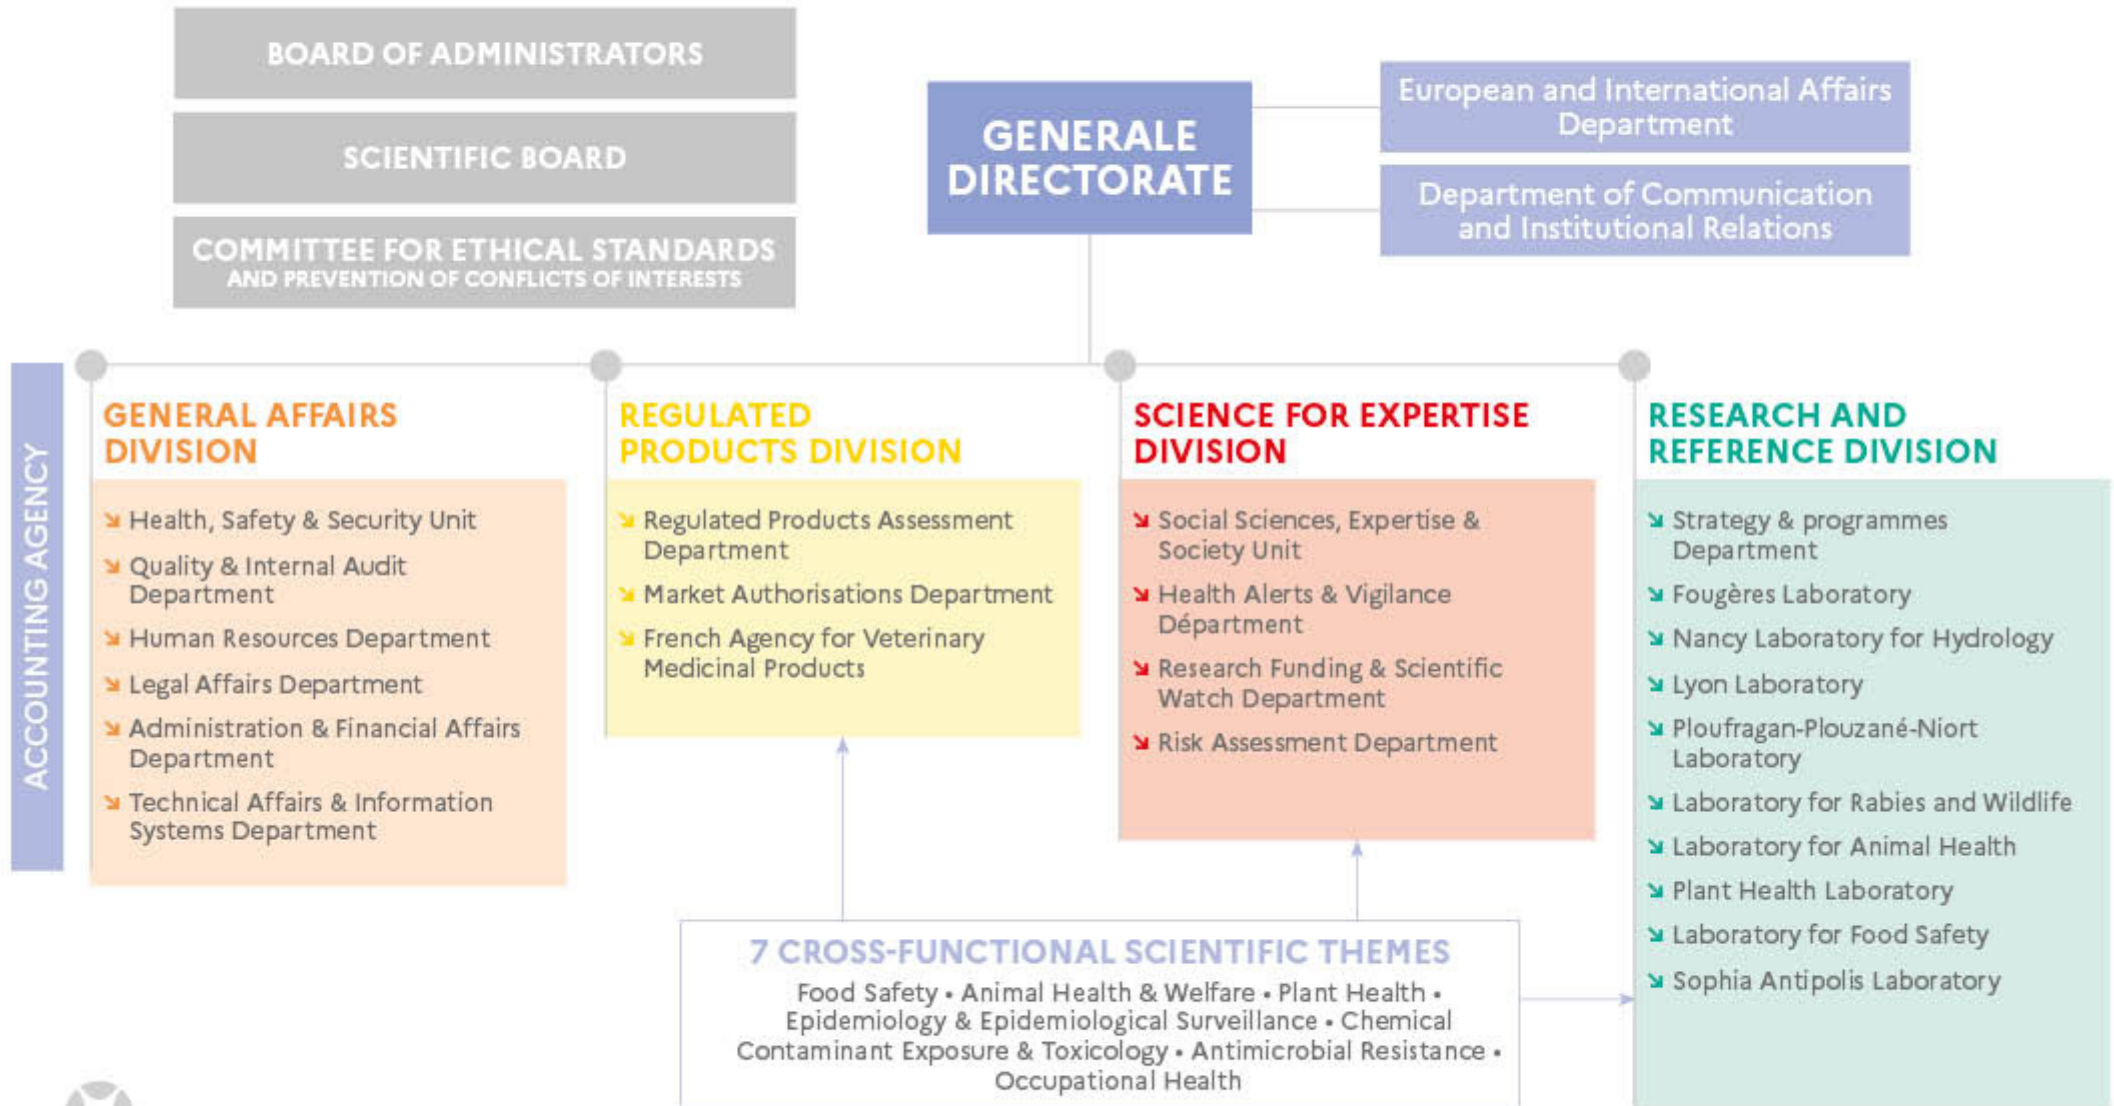 BOARD OF ADMINISTRATORS
SCIENTIFIC BOARD
COMMITTEE FOR ETHICAL STANDARDS
AND PREVENTION OF CONFLICTS OF INTERESTS
GENERALE
DIRECTORATE
European and International Affairs
Department
Department of Communication
and Institutional Relations
ACCOUNTING AGENCY
GENERAL AFFAIRS
DIVISION
Health, Safety & Security Unit
Quality & Internal Audit
Department
Human Resources Department
Legal Affairs Department
Administration & Financial Affairs
Department
Technical Affairs & Information
Systems Department
REGULATED
PRODUCTS DIVISION
Regulated Products Assessment
Department
Market Authorisations Department
French Agency for Veterinary
Medicinal Products
SCIENCE FOR EXPERTISE
DIVISION
Social Sciences, Expertise &
Society Unit
Health Alerts & Vigilance
Département
Research Funding & Scientific
Watch Department
Risk Assessment Department
RESEARCH AND
REFERENCE DIVISION
Strategy & programmes
Department
Fougères Laboratory
Nancy Laboratory for Hydrology
Lyon Laboratory
Ploufragan-Plouzané-Niort
Laboratory
Laboratory for Rabies and Wildlife
Laboratory for Animal Health
Plant Health Laboratory
Laboratory for Food Safety
Sophia Antipolis Laboratory
7 CROSS-FUNCTIONAL SCIENTIFIC THEMES
Food Safety • Animal Health & Welfare • Plant Health •
Epidemiology & Epidemiological Surveillance • Chemical
Contaminant Exposure & Toxicology • Antimicrobial Resistance •
Occupational Health